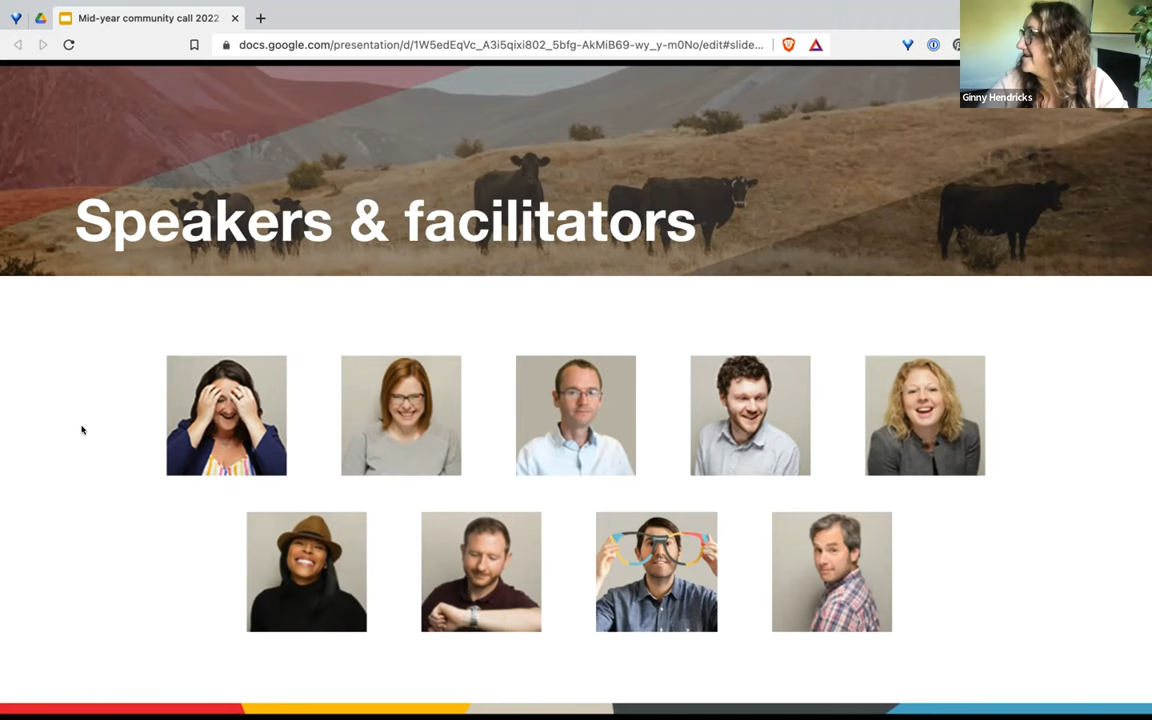 Mid-year community call 2022
docs.google.com/presentation/d/1W5edEqVc_A3i5qixi802_5bfg-AkMiB69-wy_y-m0No/edit#slide...
Ginny Hendricks
Speakers & facilitators